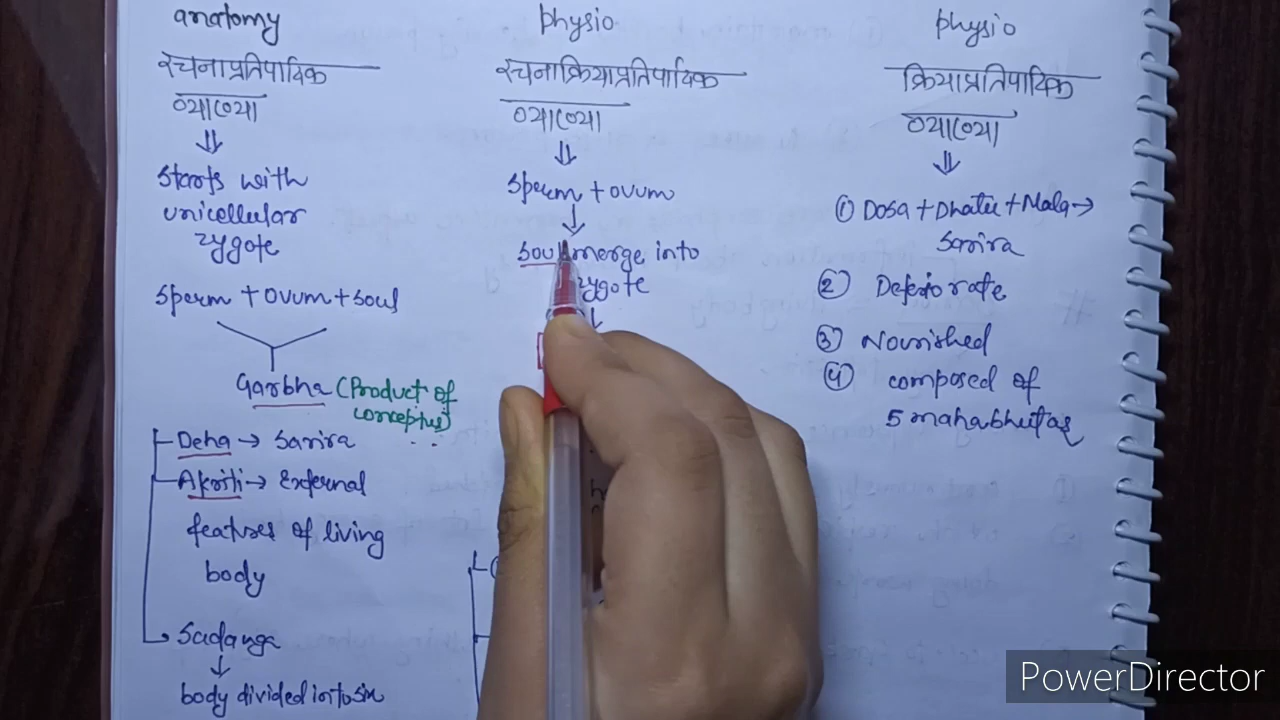 anatomy
रचनाप्रतिपादिक
व्याख्या
⇓
Starts with
unicellular
zygote
Sperm + Ovum + Soul
Garbha (Product of
conceptus)
Deha → Sarira
Akriti → External
features of living
body
Sadanga
↓
body divided into six
physio
रचनाक्रियाप्रतिपादिक
व्याख्या
⇓
Sperm + Ovum
↓
Soul merge into
zygote
↓
physio
क्रियाप्रतिपादिक
व्याख्या
⇓
① Dosa + Dhatu + Mala →
Sarira
② Deteriorate
③ Nourished
④ composed of
5 mahabhutas
PowerDirector